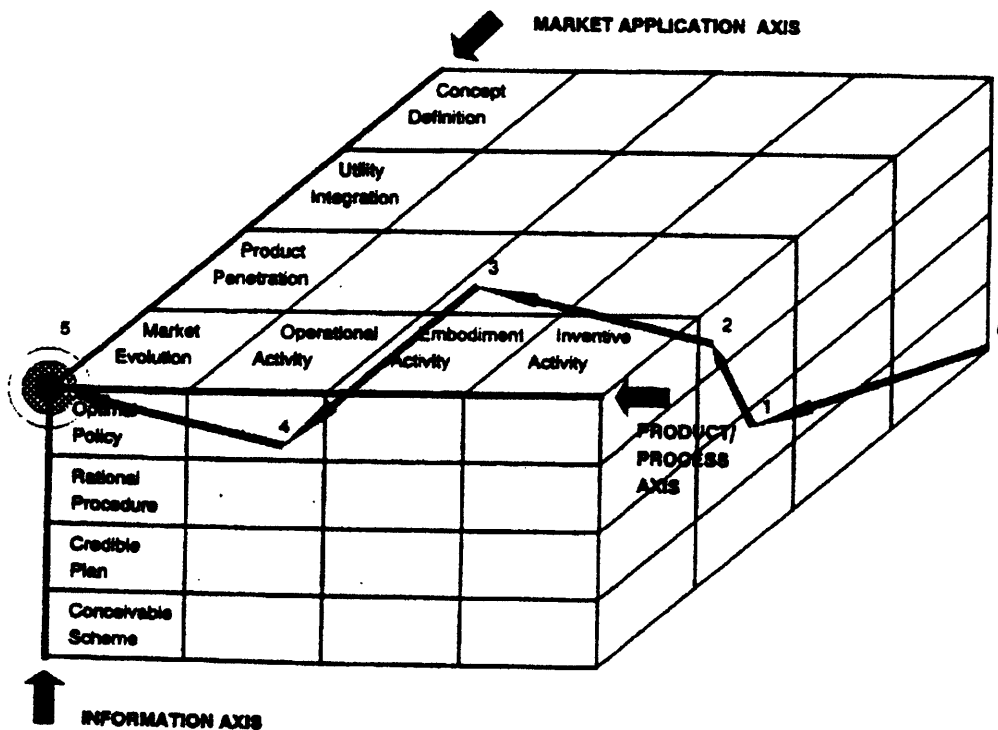 MARKET APPLICATION AXIS
Concept
Definition
Utility
Integration
Product
Penetration
3
5
2
Market
Evolution
Operational
Activity
Embodiment
Activity
Inventive
Activity
1
4
Optimal
Policy
PRODUCT/
PROCESS
AXIS
Rational
Procedure
Credible
Plan
Conceivable
Scheme
INFORMATION AXIS